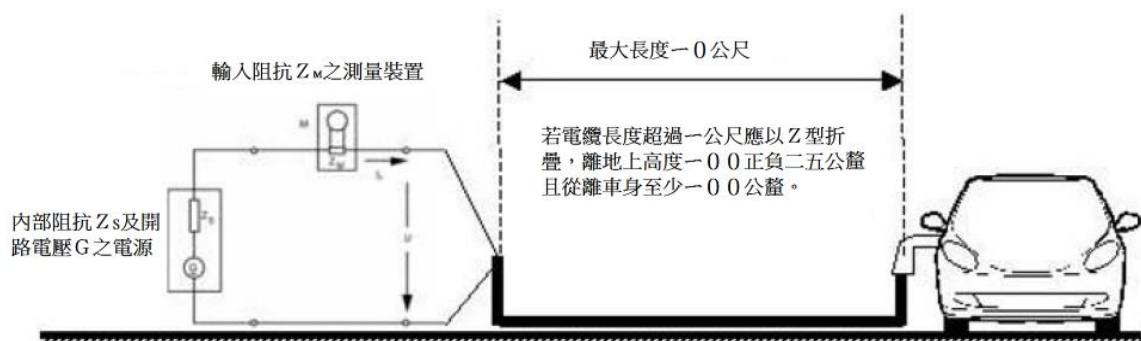 最大長度一０公尺
輸入阻抗ＺM之測量裝置
M
ZM
若電纜長度超過一公尺應以Ｚ型折
疊，離地上高度一００正負二五公釐
且從離車身至少一００公釐。
內部阻抗Ｚs及開
路電壓Ｇ之電源
ZS
G
U